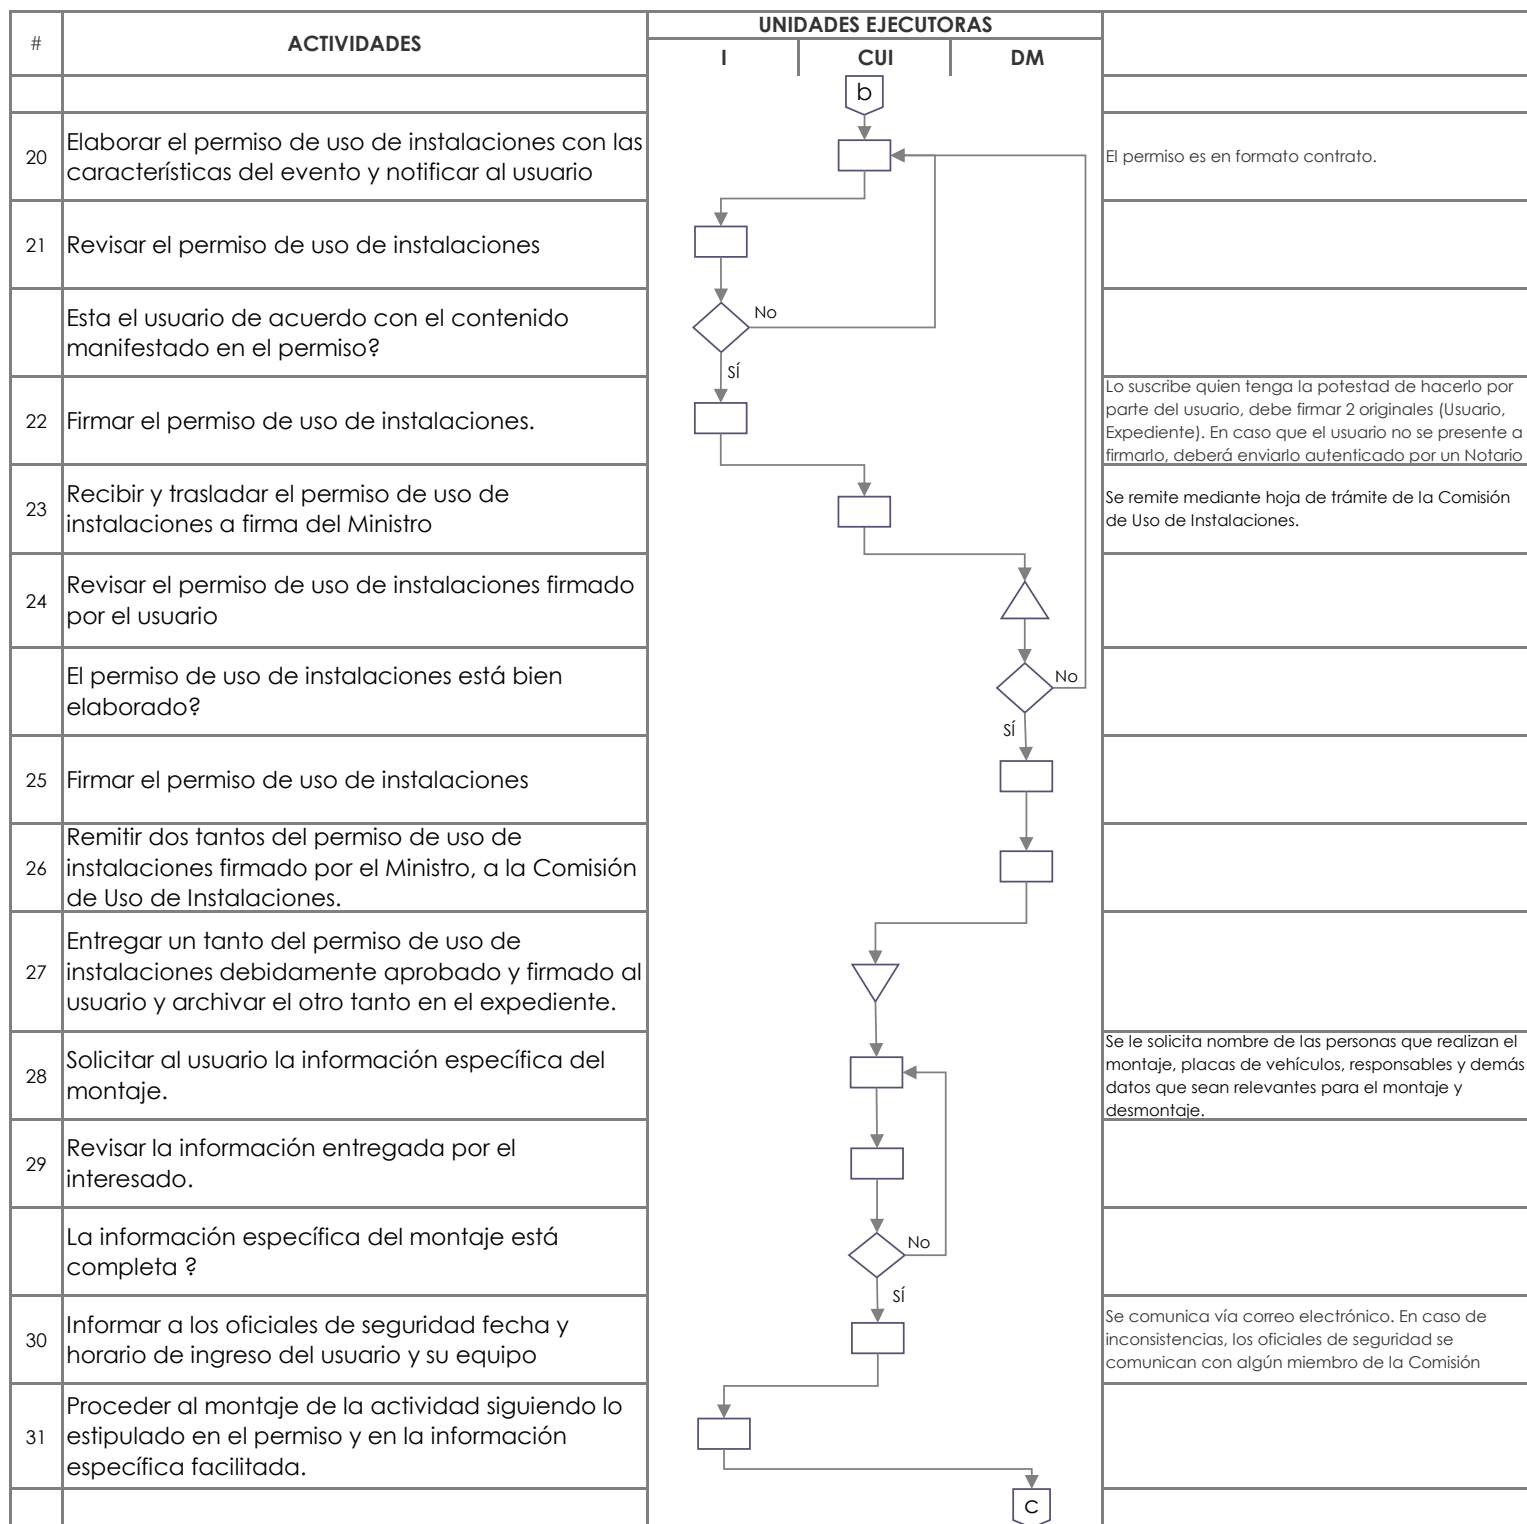 #
ACTIVIDADES
UNIDADES EJECUTORAS
I
CUI
DM
b
20
Elaborar el permiso de uso de instalaciones con las
características del evento y notificar al usuario
El permiso es en formato contrato.
21
Revisar el permiso de uso de instalaciones
Esta el usuario de acuerdo con el contenido
manifestado en el permiso?
No
SÍ
22
Firmar el permiso de uso de instalaciones.
Lo suscribe quien tenga la potestad de hacerlo por
parte del usuario, debe firmar 2 originales (Usuario,
Expediente). En caso que el usuario no se presente a
firmarlo, deberá enviarlo autenticado por un Notario
23
Recibir y trasladar el permiso de uso de
instalaciones a firma del Ministro
Se remite mediante hoja de trámite de la Comisión
de Uso de Instalaciones.
24
Revisar el permiso de uso de instalaciones firmado
por el usuario
El permiso de uso de instalaciones está bien
elaborado?
No
SÍ
25
Firmar el permiso de uso de instalaciones
26
Remitir dos tantos del permiso de uso de
instalaciones firmado por el Ministro, a la Comisión
de Uso de Instalaciones.
27
Entregar un tanto del permiso de uso de
instalaciones debidamente aprobado y firmado al
usuario y archivar el otro tanto en el expediente.
28
Solicitar al usuario la información específica del
montaje.
Se le solicita nombre de las personas que realizan el
montaje, placas de vehículos, responsables y demás
datos que sean relevantes para el montaje y
desmontaje.
29
Revisar la información entregada por el
interesado.
La información específica del montaje está
completa ?
No
SÍ
30
Informar a los oficiales de seguridad fecha y
horario de ingreso del usuario y su equipo
Se comunica vía correo electrónico. En caso de
inconsistencias, los oficiales de seguridad se
comunican con algún miembro de la Comisión
31
Proceder al montaje de la actividad siguiendo lo
estipulado en el permiso y en la información
específica facilitada.
c